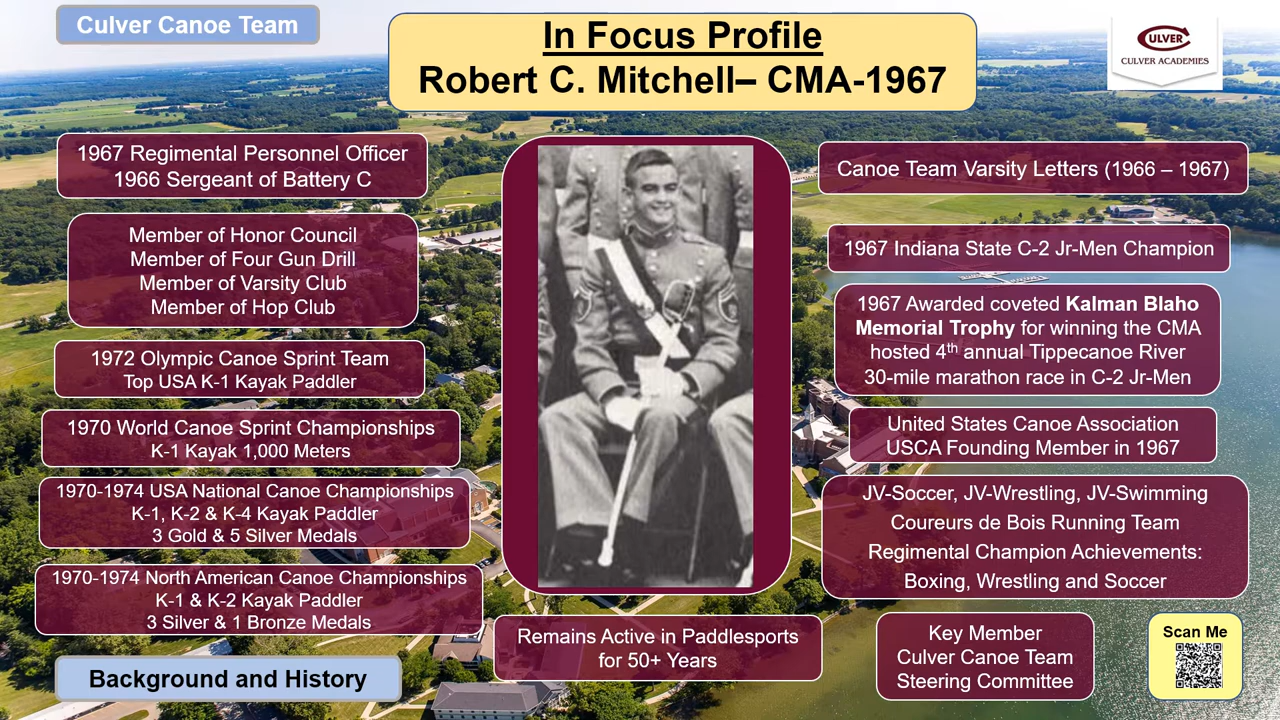 Culver Canoe Team
In Focus Profile
Robert C. Mitchell– CMA-1967
CULVER
CULVER ACADEMIES
1967 Regimental Personnel Officer
1966 Sergeant of Battery C
Member of Honor Council
Member of Four Gun Drill
Member of Varsity Club
Member of Hop Club
1972 Olympic Canoe Sprint Team
Top USA K-1 Kayak Paddler
1970 World Canoe Sprint Championships
K-1 Kayak 1,000 Meters
1970-1974 USA National Canoe Championships
K-1, K-2 & K-4 Kayak Paddler
3 Gold & 5 Silver Medals
1970-1974 North American Canoe Championships
K-1 & K-2 Kayak Paddler
3 Silver & 1 Bronze Medals
Background and History
Remains Active in Paddlesports
for 50+ Years
Canoe Team Varsity Letters (1966 – 1967)
1967 Indiana State C-2 Jr-Men Champion
1967 Awarded coveted Kalman Blaho
Memorial Trophy for winning the CMA
hosted 4th annual Tippecanoe River
30-mile marathon race in C-2 Jr-Men
United States Canoe Association
USCA Founding Member in 1967
JV-Soccer, JV-Wrestling, JV-Swimming
Coureurs de Bois Running Team
Regimental Champion Achievements:
Boxing, Wrestling and Soccer
Key Member
Culver Canoe Team
Steering Committee
Scan Me